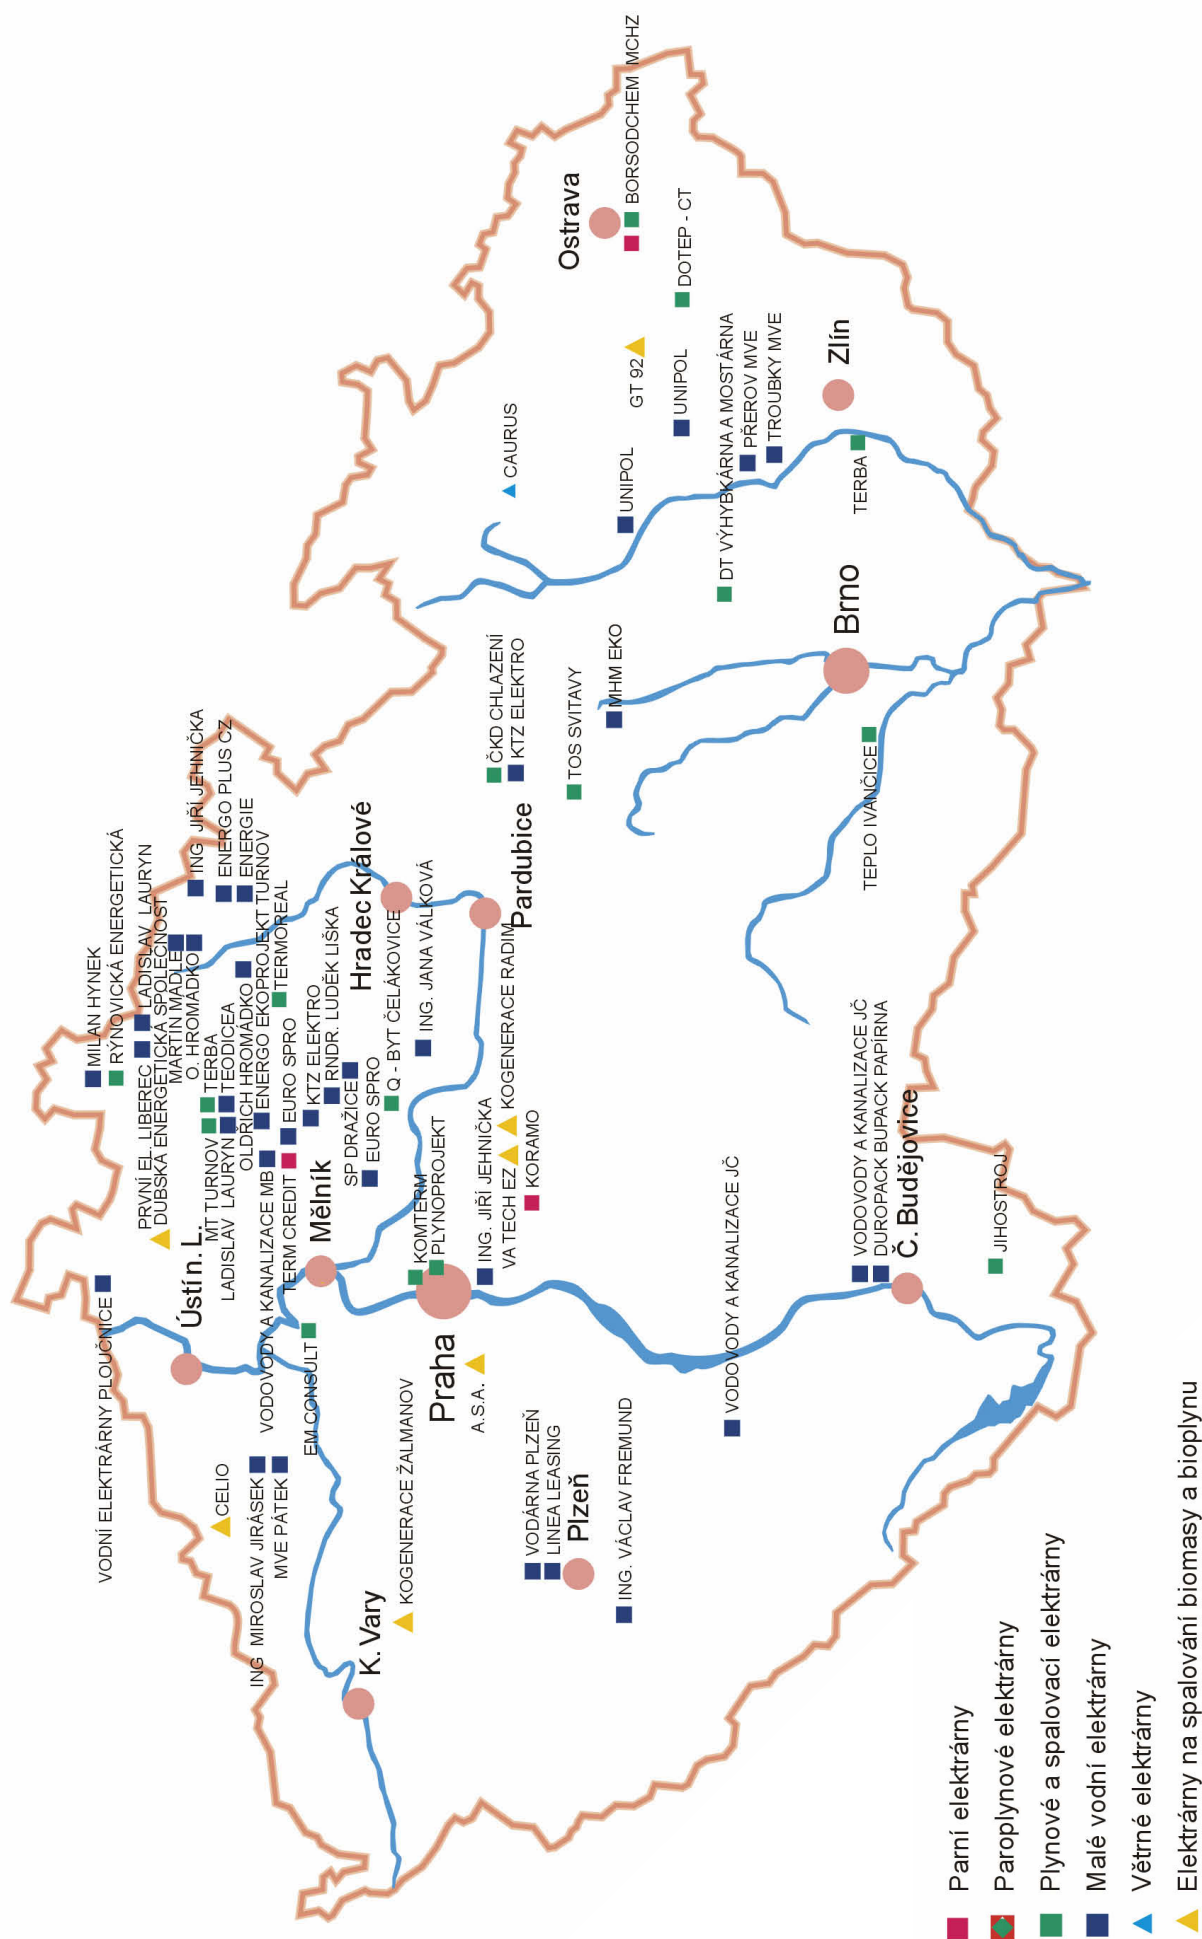 VODNÍ ELEKTRÁRNY PLOUČNICE
MILAN HYNEK
RÝNOVICKÁ ENERGETICKÁ
PRVNÍ EL. LIBEREC
LADISLAV LAURYN
DUBSKÁ ENERGETICKÁ SPOLEČNOST
MARTIN MÁDLE
O. HROMÁDKO
ING JIŘÍ JEHNIČKA
Ústí n. L.
MT TURNOV
TERBA
ENERGO PLUS CZ
LADISLAV LAURYN
TEODICEA
ENERGIE
OLDŘICH HROMÁDKO
ENERGO EKOPROJEKT TURNOV
CELIO
VODOVODY A KANALIZACE MB
TERMOREAL
ING MIROSLAV JIRÁSEK
MVE PÁTEK
TERM CREDIT
EURO SPRO
EM CONSULT
KTZ ELEKTRO
Mělník
RNDR. LUDĚK LIŠKA
SP DRAŽICE
EURO SPRO
Hradec Králové
K. Vary
Q - BYT ČELÁKOVICE
KOGENERACE ŽALMANOV
KOMTERM
ING. JANA VÁLKOVÁ
PLYNOPROJEKT
Praha
A.S.A.
ING. JIŘÍ JEHNIČKA
VA TECH EZ
KOGENERACE RADIM
KORAMO
Pardubice
ČKD CHLAZENÍ
KTZ ELEKTRO
CAURUS
VODÁRNA PLZEŇ
LINEA LEASING
Plzeň
TOS SVITAVY
Ostrava
ING. VÁCLAV FREMUND
MHM EKO
UNIPOL
GT 92
BORSODCHEM MCHZ
UNIPOL
DOTEP - CT
VODOVODY A KANALIZACE JČ
DT VÝHYBKÁRNA A MOSTÁRNA
PŘEROV MVE
TROUBKY MVE
Zlín
Brno
TERBA
TEPLO IVANČICE
VODOVODY A KANALIZACE JČ
DUROPACK BUPACK PAPÍRNA
Č. Budějovice
JIHOSTROJ
Parní elektrárny
Paroplynové elektrárny
Plynové a spalovací elektrárny
Malé vodní elektrárny
Větrné elektrárny
Elektrárny na spalování biomasy a bioplynu